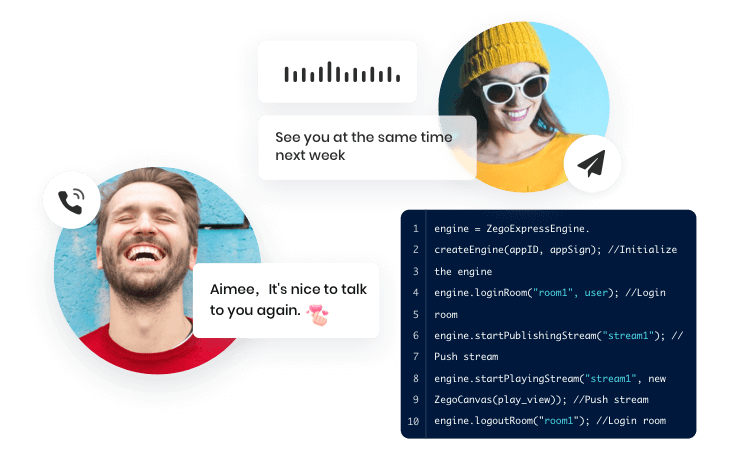 See you at the same time
next week
Aimee，It's nice to talk
to you again.
1 engine = ZegoExpressEngine.
2 createEngine(appID, appSign); //Initialize
3 the engine
4 engine.loginRoom("room1", user); //Login
5 room
6 engine.startPublishingStream("stream1"); //
7 Push stream
8 engine.startPlayingStream("stream1", new
9 ZegoCanvas(play_view)); //Push stream
10 engine.logoutRoom("room1"); //Login room